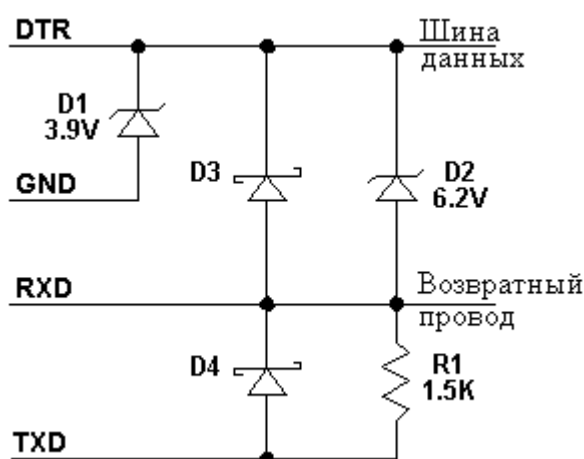 DTR
Шина
данных
D1
3.9V
GND
D3
D2
6.2V
RXD
Возвратный
провод
D4
R1
1.5K
TXD